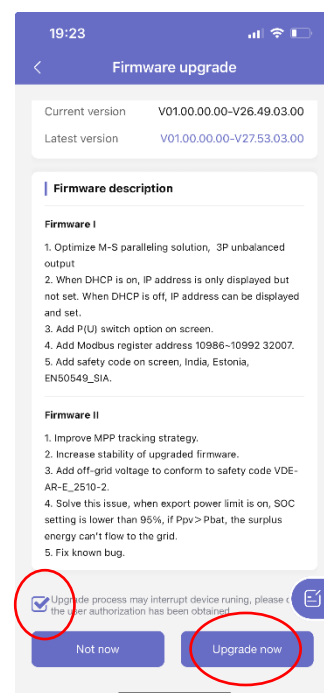 19:23
Firmware upgrade
Current version V01.00.00.00-V26.49.03.00
Latest version V01.00.00.00-V27.53.03.00
Firmware description
Firmware I
1. Optimize M-S paralleling solution, 3P unbalanced
output
2. When DHCP is on, IP address is only displayed but
not set. When DHCP is off, IP address can be displayed
and set.
3. Add P(U) switch option on screen.
4. Add Modbus register address 10986~10992 32007.
5. Add safety code on screen, India, Estonia,
EN50549_SIA.
Firmware II
1. Improve MPP tracking strategy.
2. Increase stability of upgraded firmware.
3. Add off-grid voltage to conform to safety code VDE-
AR-E_2510-2.
4. Solve this issue, when export power limit is on, SOC
setting is lower than 95%, if Ppv>Pbat, the surplus
energy can't flow to the grid.
5. Fix known bug.
Upgrade process may interrupt device runing, please
the user authorization has been obtained
Not now Upgrade now